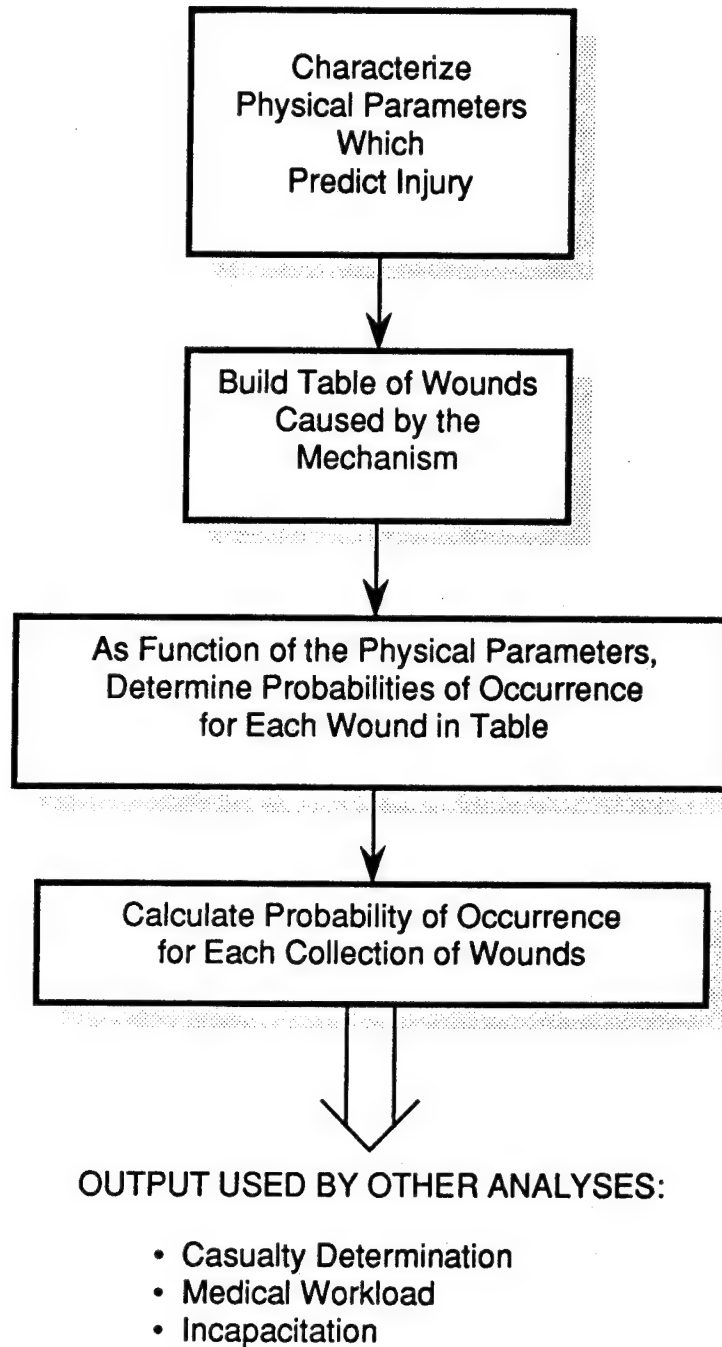 Characterize
Physical Parameters
Which
Predict Injury
Build Table of Wounds
Caused by the
Mechanism
As Function of the Physical Parameters,
Determine Probabilities of Occurrence
for Each Wound in Table
Calculate Probability of Occurrence
for Each Collection of Wounds
OUTPUT USED BY OTHER ANALYSES:
• Casualty Determination
• Medical Workload
• Incapacitation